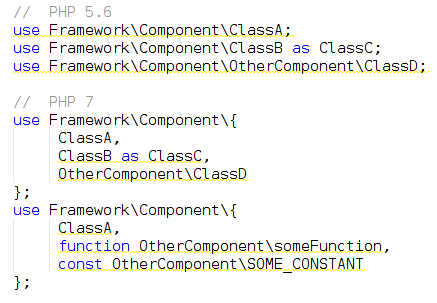 //  PHP 5.6
use Framework\Component\ClassA;
use Framework\Component\ClassB as ClassC;
use Framework\Component\OtherComponent\ClassD;
//  PHP 7
use Framework\Component\{
ClassA,
ClassB as ClassC,
OtherComponent\ClassD
};
use Framework\Component\{
ClassA,
function OtherComponent\someFunction,
const OtherComponent\SOME_CONSTANT
};